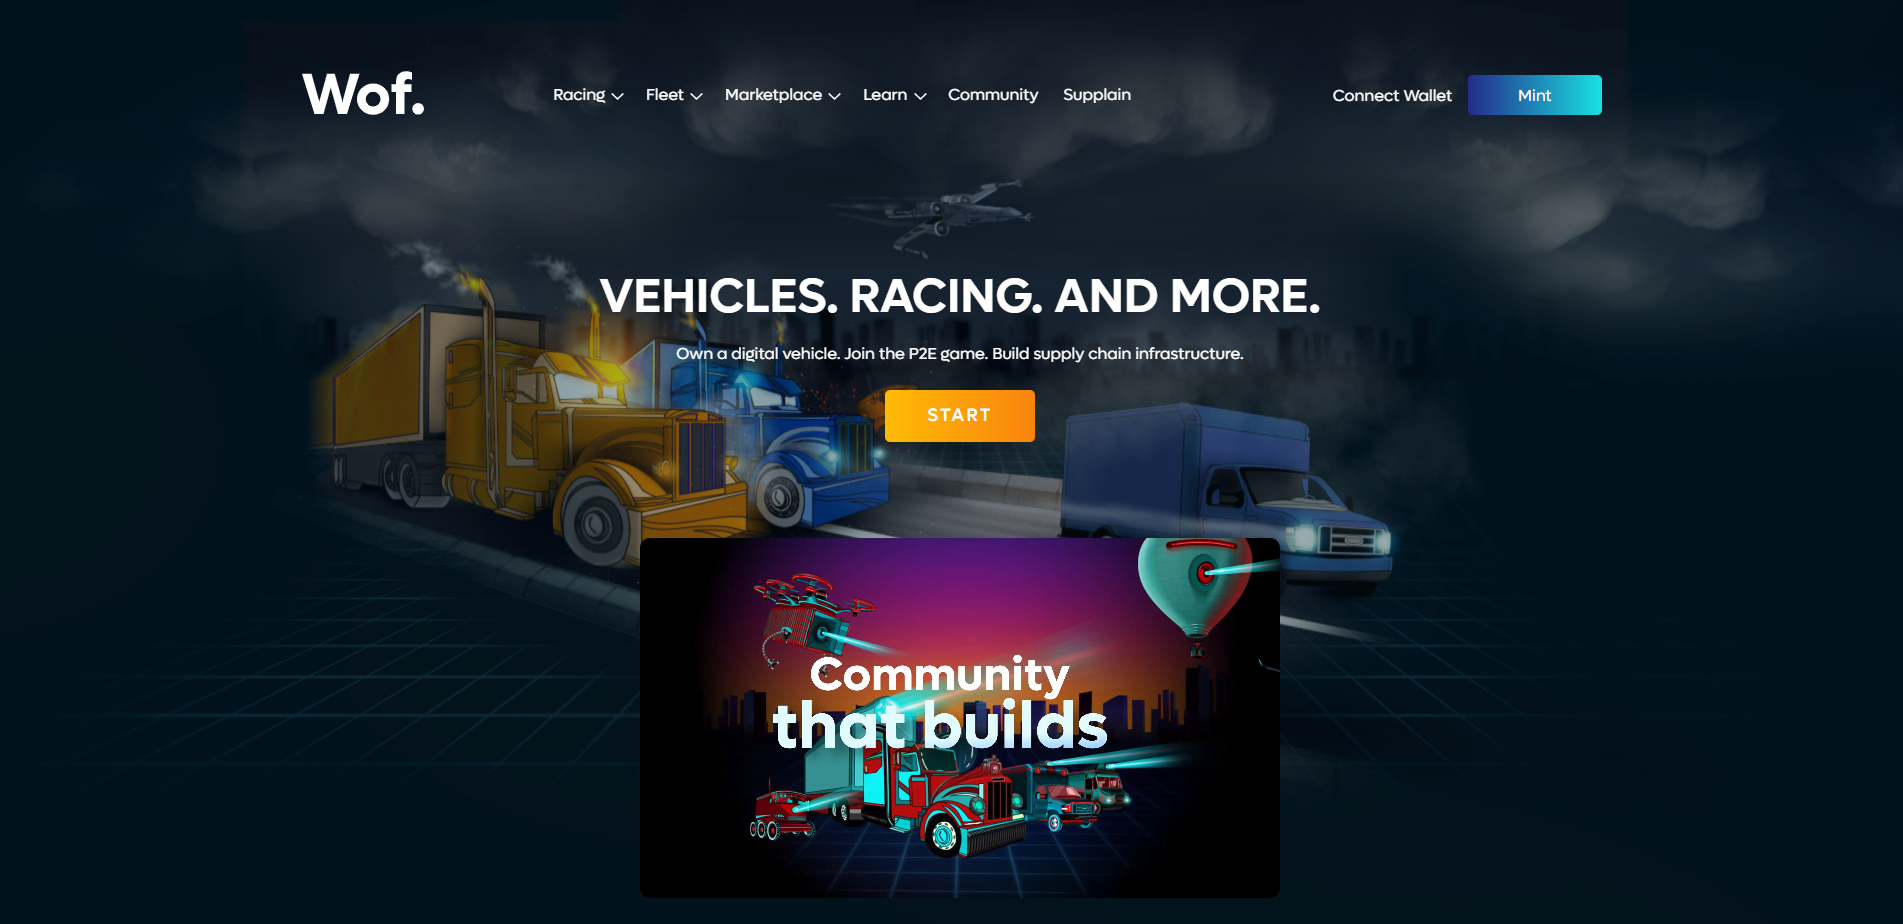 Wof.
Racing
Fleet
Marketplace
Learn
Community
Supplain
Connect Wallet
Mint
VEHICLES. RACING. AND MORE.
Own a digital vehicle. Join the P2E game. Build supply chain infrastructure.
START
Community
that builds